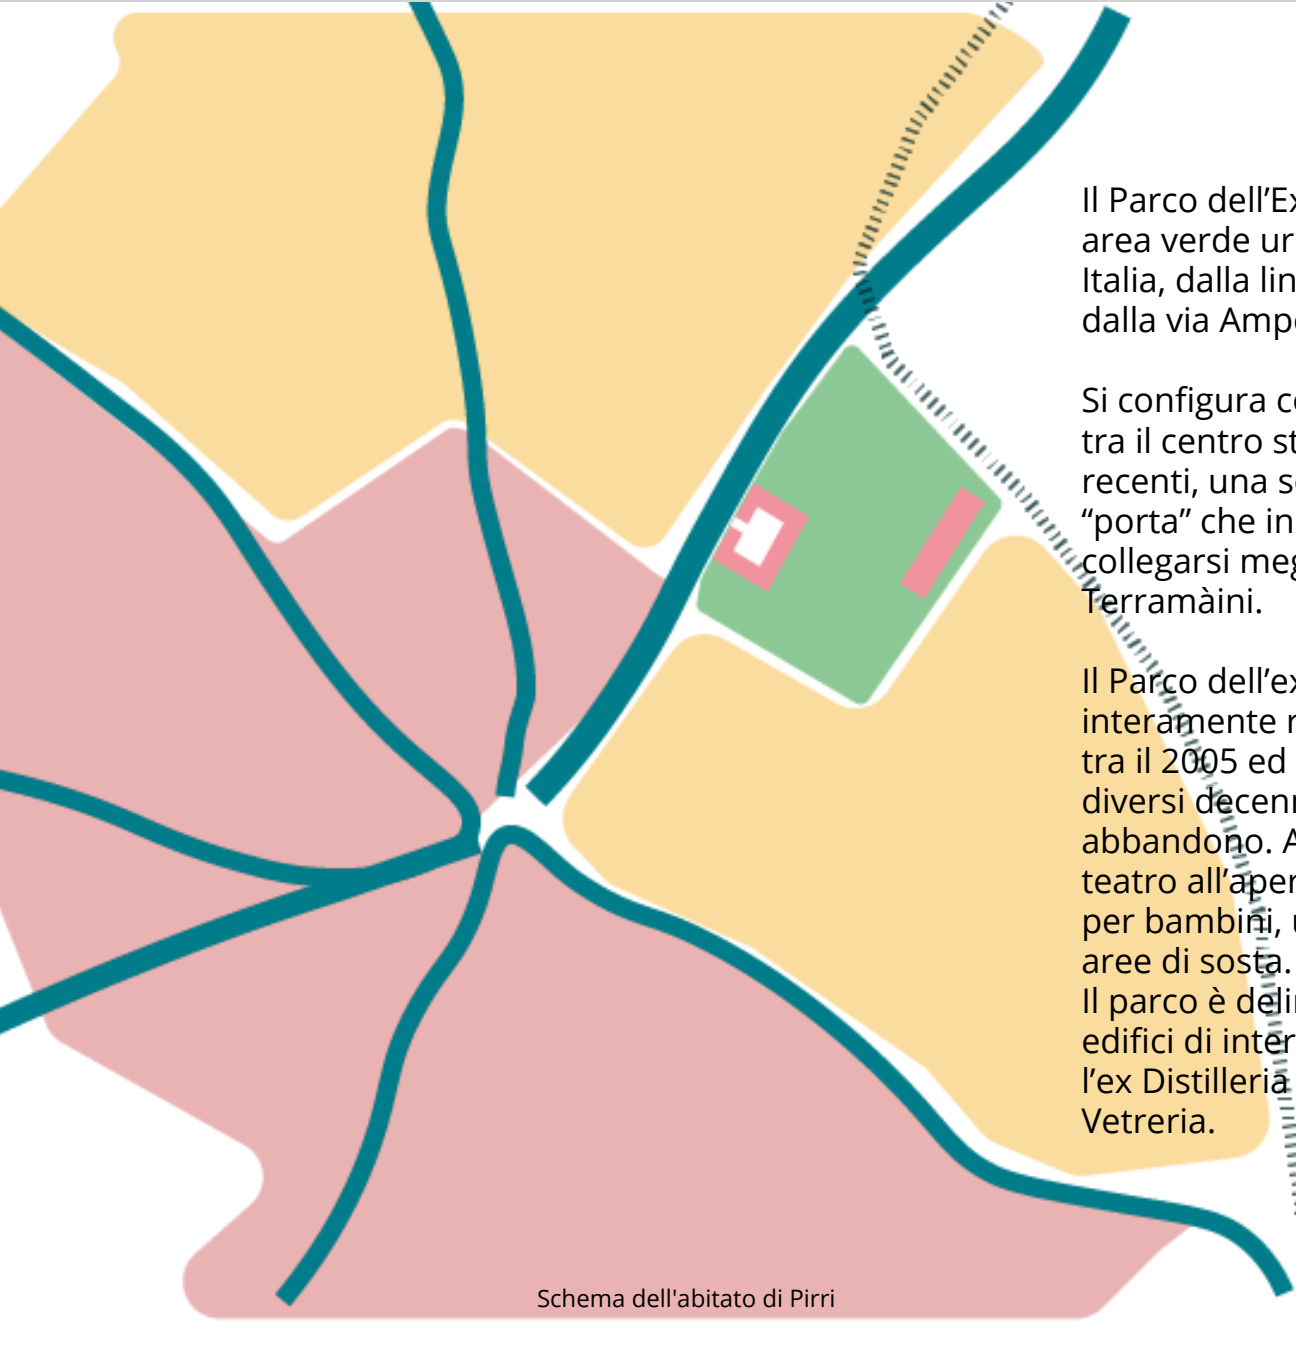 Il Parco dell’Ex
area verde ur
Italia, dalla lin
dalla via Ampe
Si configura co
tra il centro st
recenti, una so
“porta” che in
collegarsi meg
Terramàini.
Il Parco dell’ex
interamente r
tra il 2005 ed
diversi decenn
abbandono. A
teatro all’aper
per bambini, u
aree di sosta.
Il parco è deli
edifici di inter
l’ex Distilleria
Vetreria.
Schema dell'abitato di Pirri